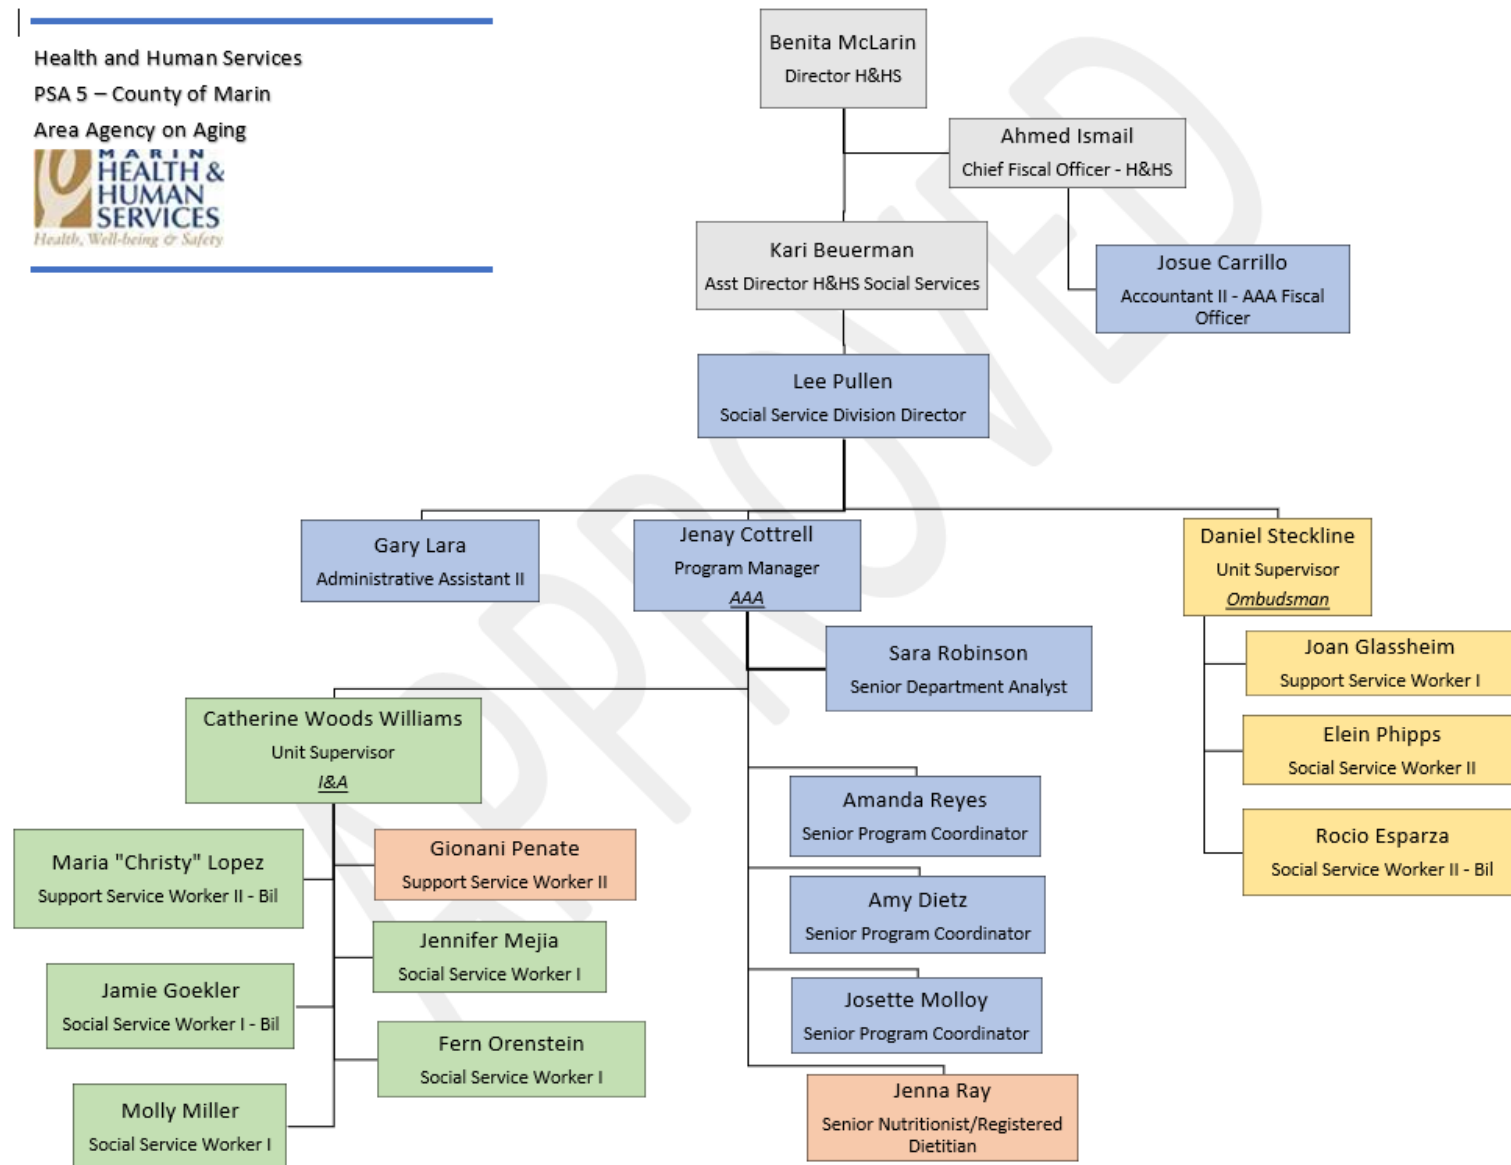 Health and Human Services
PSA 5 – County of Marin
Area Agency on Aging
MARIN
HEALTH &
HUMAN
SERVICES
Health, Well-being & Safety
APPROVED
Benita McLarin
Director H&HS
Ahmed Ismail
Chief Fiscal Officer - H&HS
Kari Beuerman
Asst Director H&HS Social Services
Josue Carrillo
Accountant II - AAA Fiscal
Officer
Lee Pullen
Social Service Division Director
Gary Lara
Administrative Assistant II
Jenay Cottrell
Program Manager
AAA
Daniel Steckline
Unit Supervisor
Ombudsman
Sara Robinson
Senior Department Analyst
Joan Glassheim
Support Service Worker I
Elein Phipps
Social Service Worker II
Rocio Esparza
Social Service Worker II - Bil
Catherine Woods Williams
Unit Supervisor
I&A
Maria "Christy" Lopez
Support Service Worker II - Bil
Gionani Penate
Support Service Worker II
Jennifer Mejia
Social Service Worker I
Jamie Goekler
Social Service Worker I - Bil
Fern Orenstein
Social Service Worker I
Molly Miller
Social Service Worker I
Amanda Reyes
Senior Program Coordinator
Amy Dietz
Senior Program Coordinator
Josette Molloy
Senior Program Coordinator
Jenna Ray
Senior Nutritionist/Registered
Dietitian